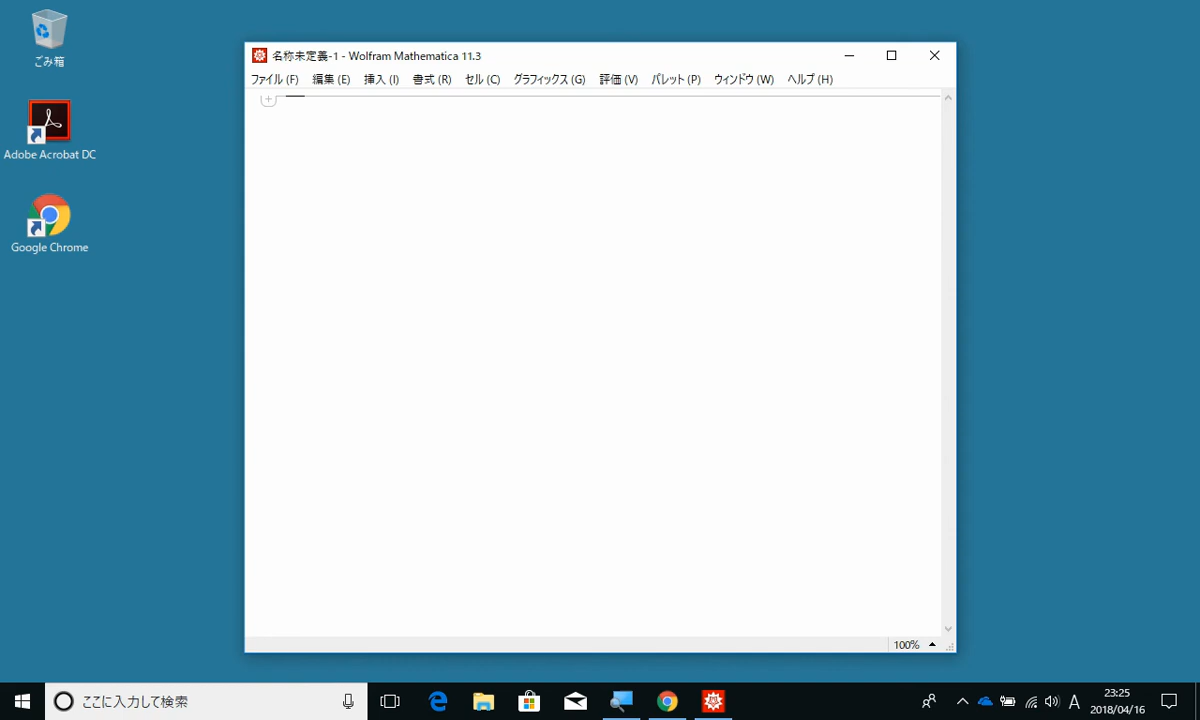 ごみ箱
Adobe Acrobat DC
Google Chrome
名称未定義-1 - Wolfram Mathematica 11.3
ファイル (F) 編集 (E) 挿入 (I) 書式 (R) セル (C) グラフィックス (G) 評価 (V) パレット (P) ウィンドウ (W) ヘルプ (H)
100%
ここに入力して検索
A
23:25
2018/04/16